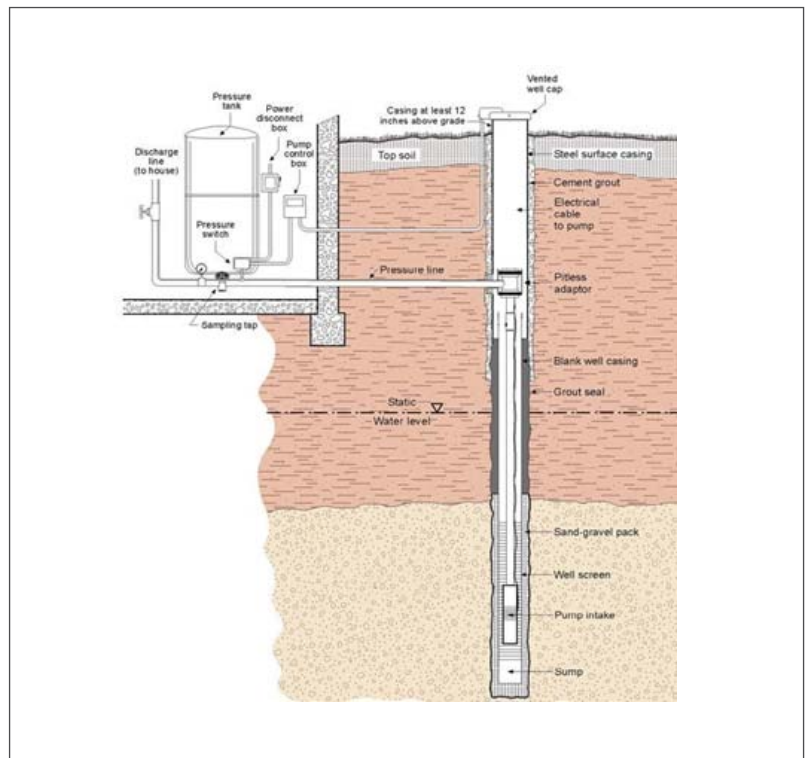 Vented
well cap
Pressure
tank
Power
disconnect
box
Casing at least 12
inches above grade
Discharge
line
(to house)
Pump
control
box
Top soil
Steel surface casing
Cement grout
Electrical
cable
to pump
Pressure
switch
Pressure line
Pitless
adaptor
Sampling tap
Blank well casing
Grout seal
Static
Water level
Sand-gravel pack
Well screen
Pump intake
Sump